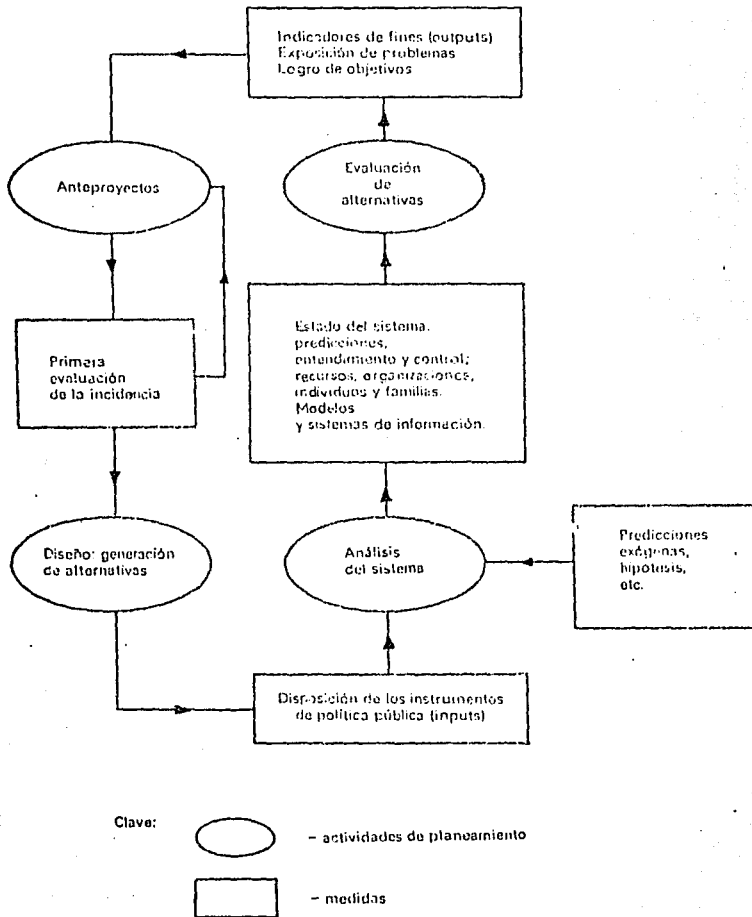 Indicadores de fines (outputs)
Exposición de problemas
Logro de objetivos
Anteproyectos
Evaluación
de
alternativas
Primera
evaluación
de la incidencia
Estado del sistema:
predicciones,
entendimiento y control;
recursos, organizaciones,
individuos y familias.
Modelos
y sistemas de información.
Diseño: generación
de alternativas
Análisis
del sistema
Predicciones
exógenas,
hipótesis,
etc.
Disposición de los instrumentos
de política pública (inputs)
Clave:
– actividades de planeamiento
– medidas